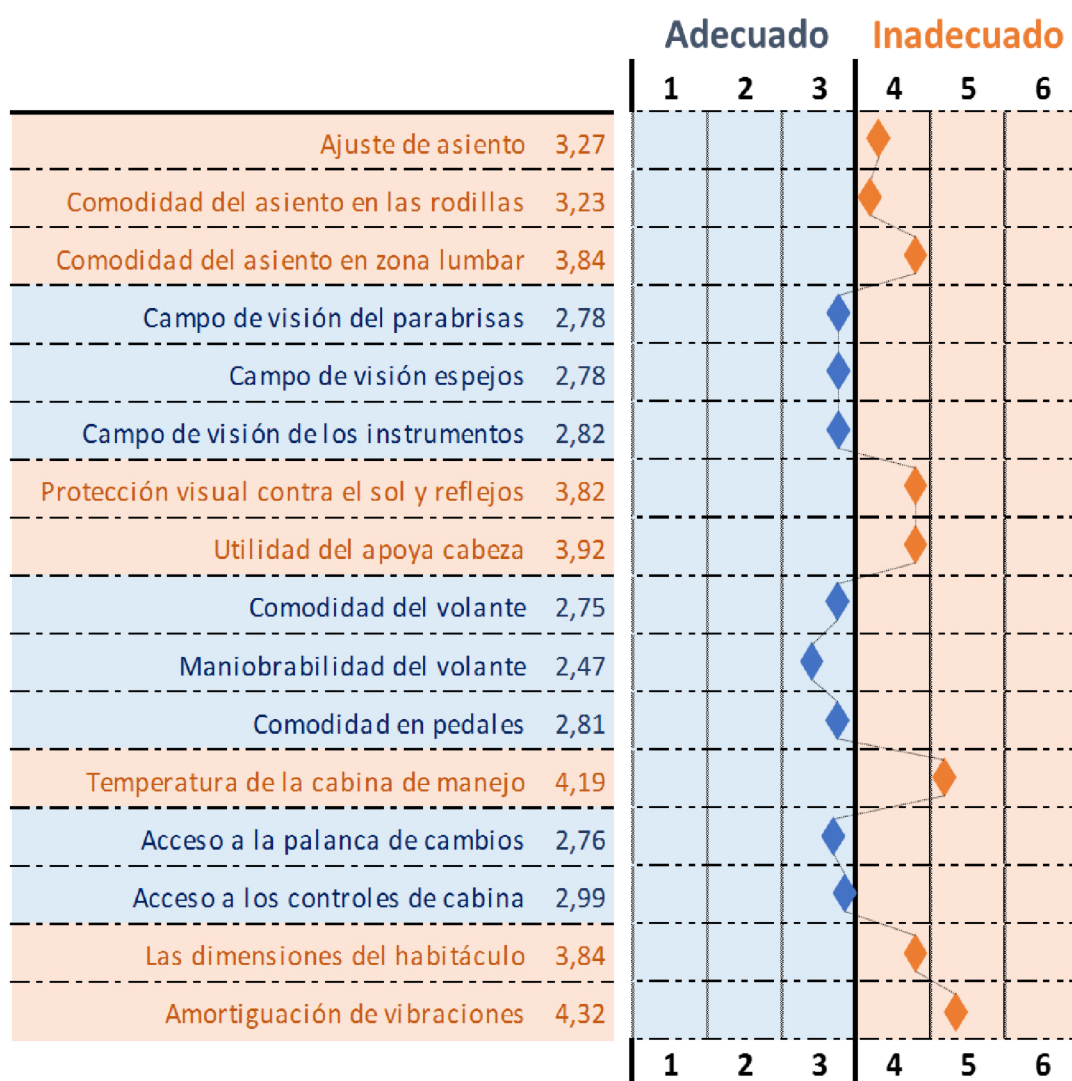 Adecuado Inadecuado
1 2 3 4 5 6
Ajuste de asiento 3,27
Comodidad del asiento en las rodillas 3,23
Comodidad del asiento en zona lumbar 3,84
Campo de visión del parabrisas 2,78
Campo de visión espejos 2,78
Campo de visión de los instrumentos 2,82
Protección visual contra el sol y reflejos 3,82
Utilidad del apoya cabeza 3,92
Comodidad del volante 2,75
Maniobrabilidad del volante 2,47
Comodidad en pedales 2,81
Temperatura de la cabina de manejo 4,19
Acceso a la palanca de cambios 2,76
Acceso a los controles de cabina 2,99
Las dimensiones del habitáculo 3,84
Amortiguación de vibraciones 4,32
1 2 3 4 5 6